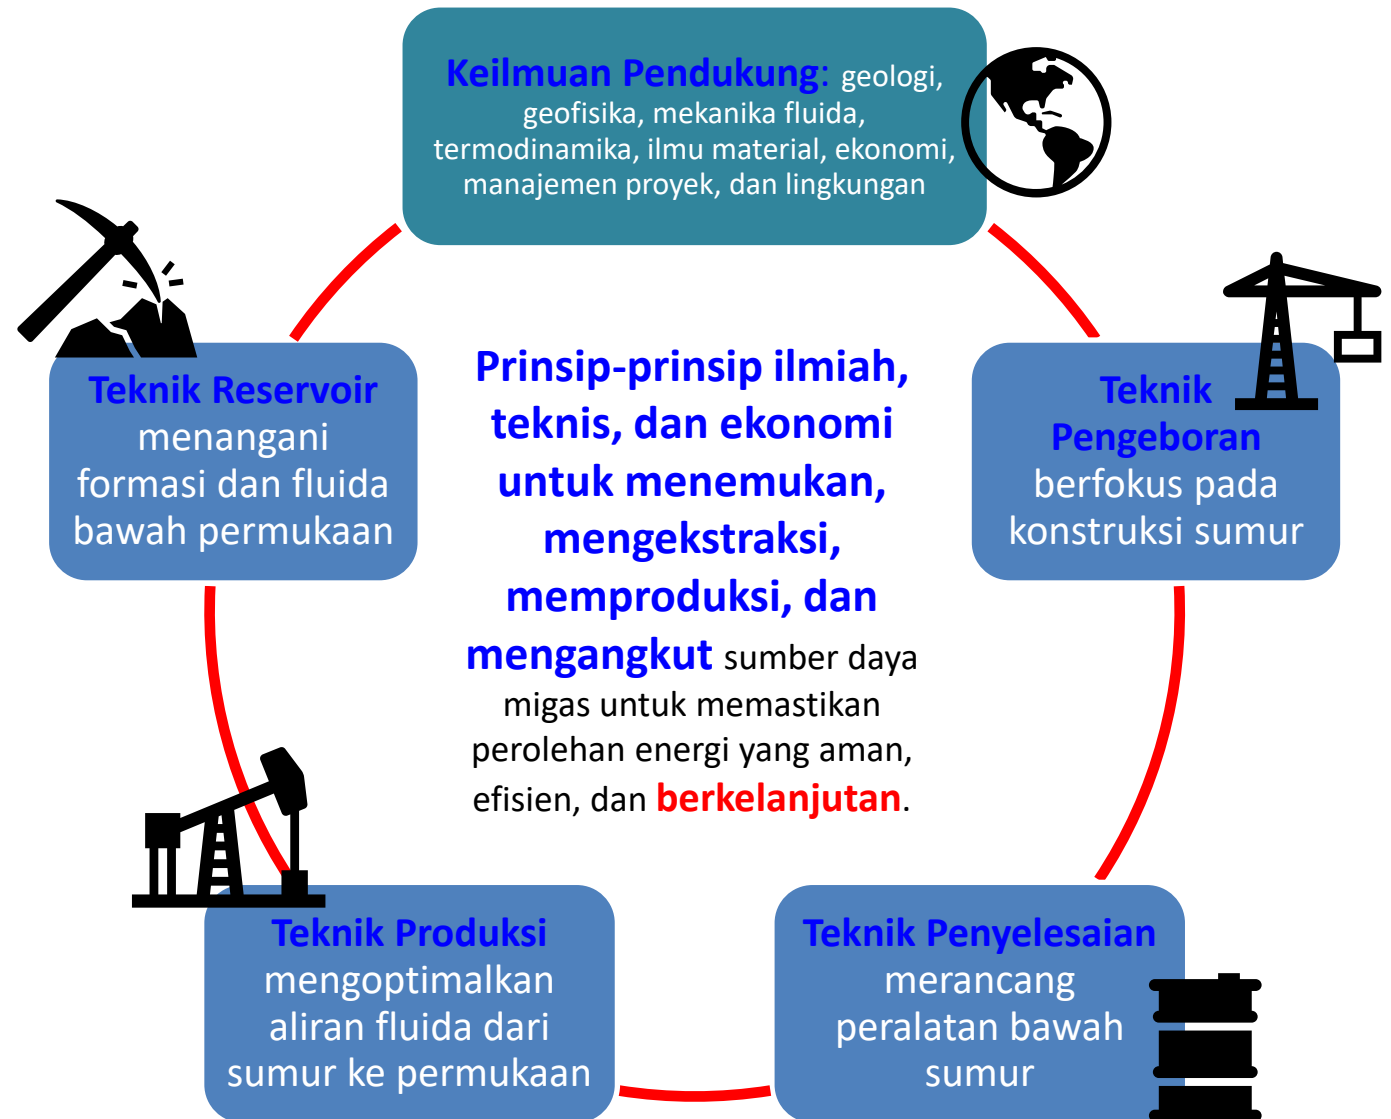 Keilmuan Pendukung: geologi,
geofisika, mekanika fluida,
termodinamika, ilmu material, ekonomi,
manajemen proyek, dan lingkungan
Teknik Reservoir
menangani
formasi dan fluida
bawah permukaan
Prinsip-prinsip ilmiah,
teknis, dan ekonomi
untuk menemukan,
mengekstraksi,
memproduksi, dan
mengangkut sumber daya
migas untuk memastikan
perolehan energi yang aman,
efisien, dan berkelanjutan.
Teknik
Pengeboran
berfokus pada
konstruksi sumur
Teknik Produksi
mengoptimalkan
aliran fluida dari
sumur ke permukaan
Teknik Penyelesaian
merancang
peralatan bawah
sumur